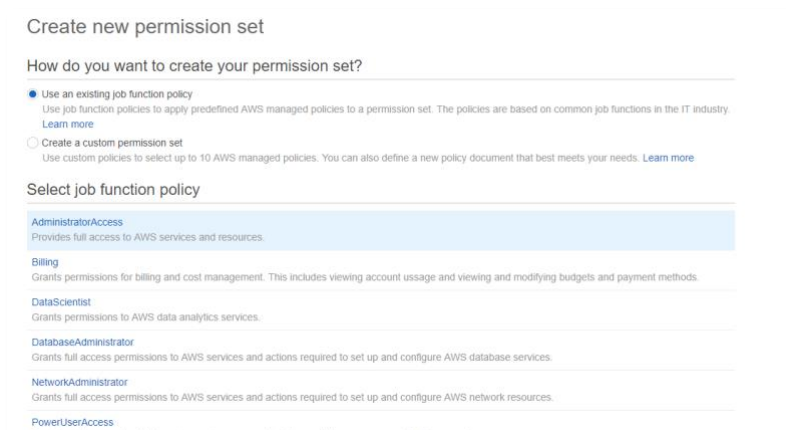 Create new permission set
How do you want to create your permission set?
Use an existing job function policy
Use job function policies to apply predefined AWS managed policies to a permission set. The policies are based on common job functions in the IT industry.
Learn more
Create a custom permission set
Use custom policies to select up to 10 AWS managed policies. You can also define a new policy document that best meets your needs. Learn more
Select job function policy
AdministratorAccess
Provides full access to AWS services and resources.
Billing
Grants permissions for billing and cost management. This includes viewing account ussage and viewing and modifying budgets and payment methods.
DataScientist
Grants permissions to AWS data analytics services.
DatabaseAdministrator
Grants full access permissions to AWS services and actions required to set up and configure AWS database services.
NetworkAdministrator
Grants full access permissions to AWS services and actions required to set up and configure AWS network resources.
PowerUserAccess